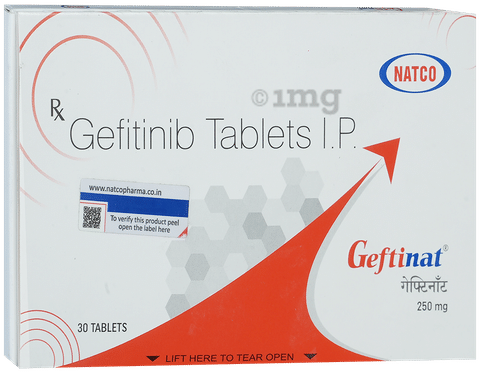 NATCO
©1mg
Rx
Gefitinib Tablets I.P.
www.natcopharma.co.in
To verify this product peel
open the label here
Geftinat®
गेफ्टिनॉट
250 mg
30 TABLETS
LIFT HERE TO TEAR OPEN